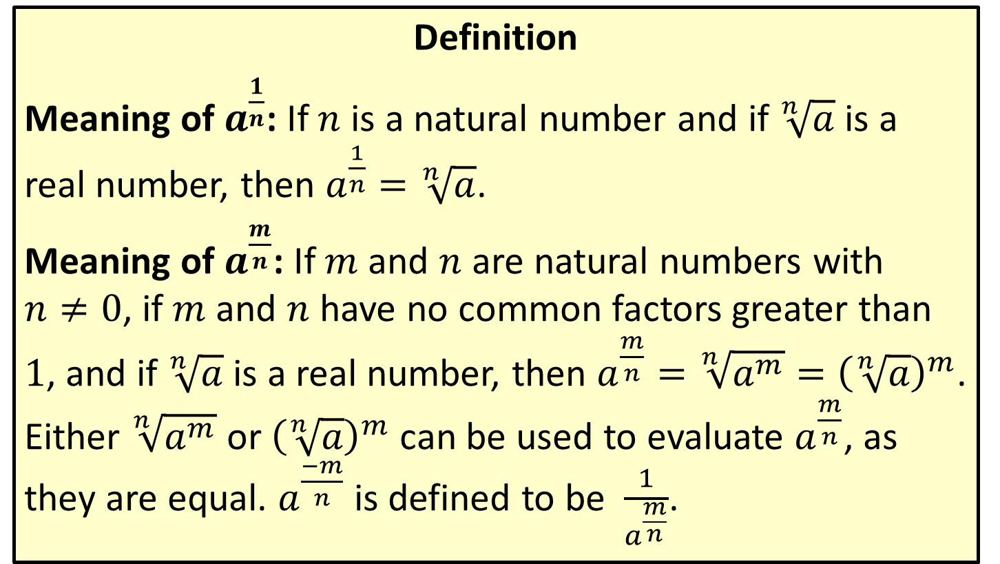 Definition
Meaning of $a^{\frac{1}{n}}$: If $n$ is a natural number and if $\sqrt[n]{a}$ is a
real number, then $a^{\frac{1}{n}} = \sqrt[n]{a}$.
Meaning of $a^{\frac{m}{n}}$: If $m$ and $n$ are natural numbers with
$n \neq 0$, if $m$ and $n$ have no common factors greater than
1, and if $\sqrt[n]{a}$ is a real number, then $a^{\frac{m}{n}} = \sqrt[n]{a^m} = (\sqrt[n]{a})^m$.
Either $\sqrt[n]{a^m}$ or $(\sqrt[n]{a})^m$ can be used to evaluate $a^{\frac{m}{n}}$, as
they are equal. $a^{\frac{-m}{n}}$ is defined to be $\frac{1}{a^{\frac{m}{n}}}$.